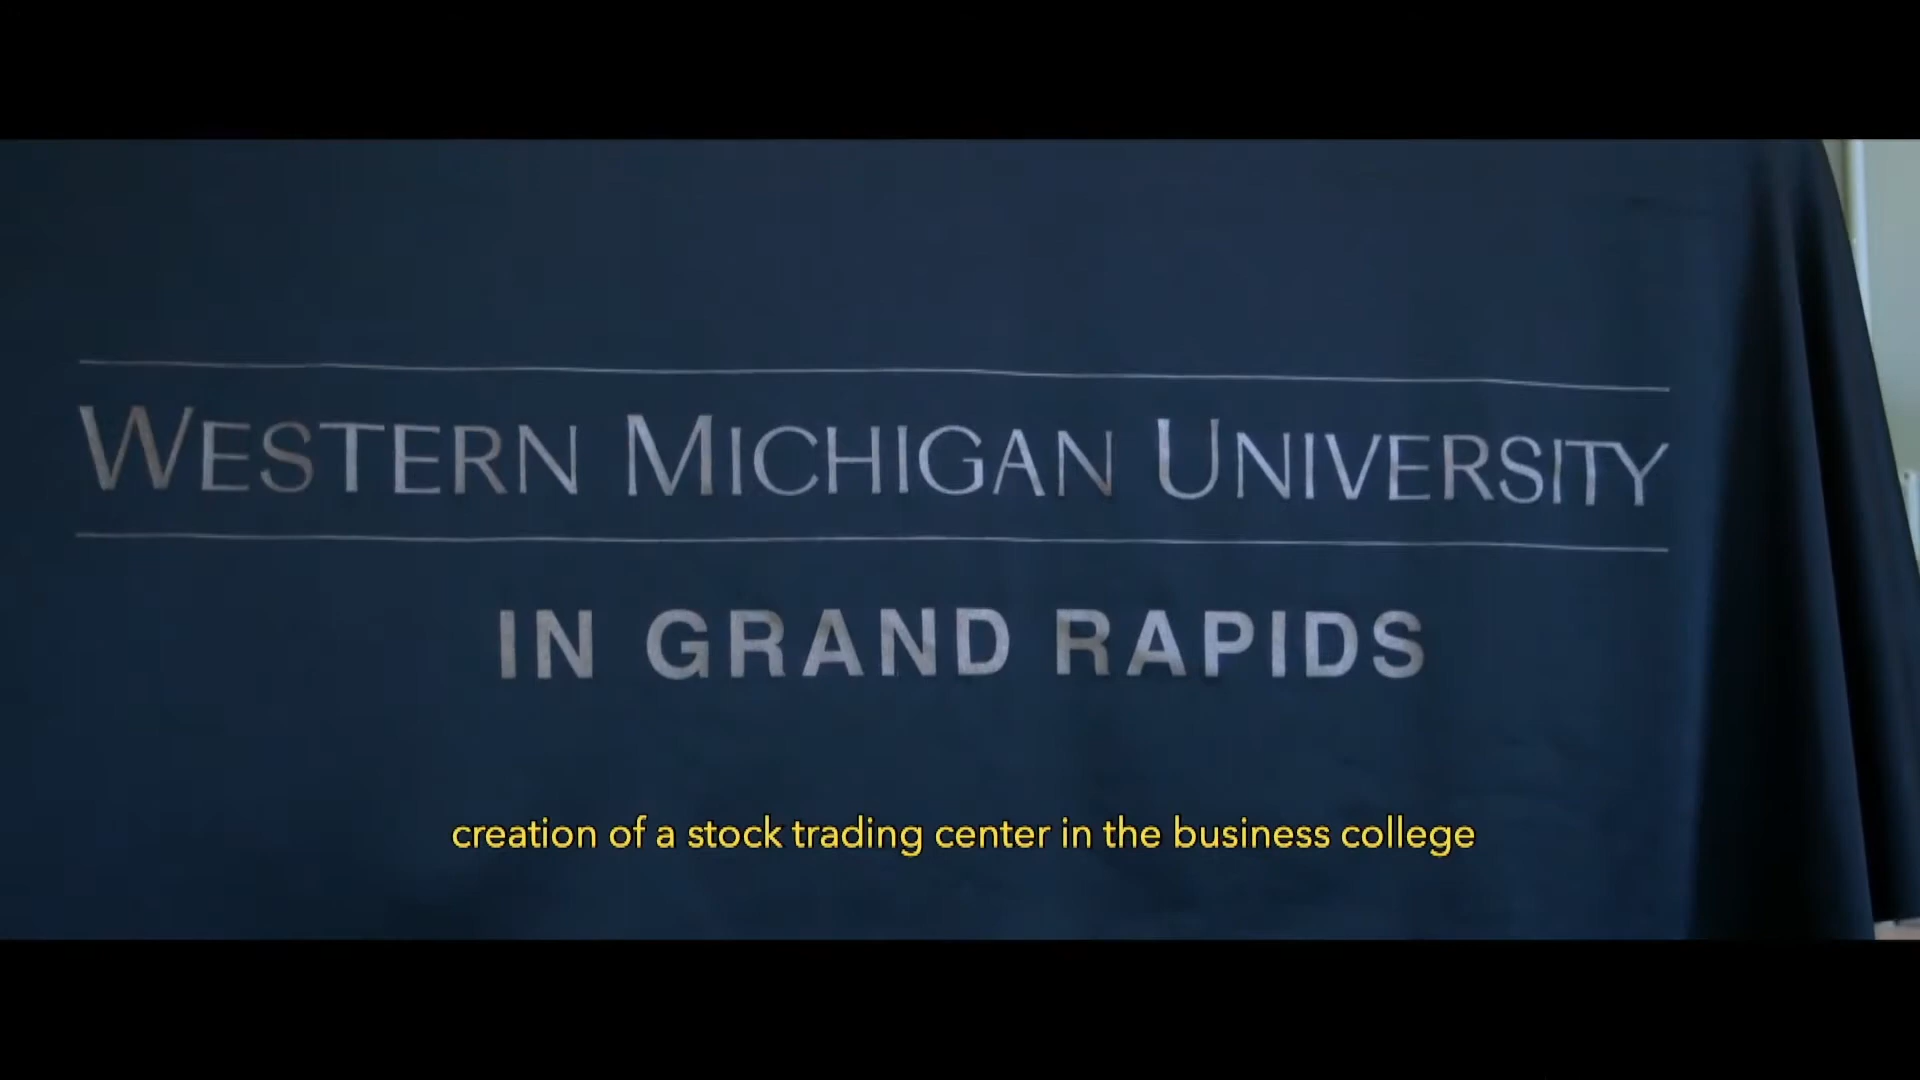 WESTERN MICHIGAN UNIVERSITY
IN GRAND RAPIDS
creation of a stock trading center in the business college